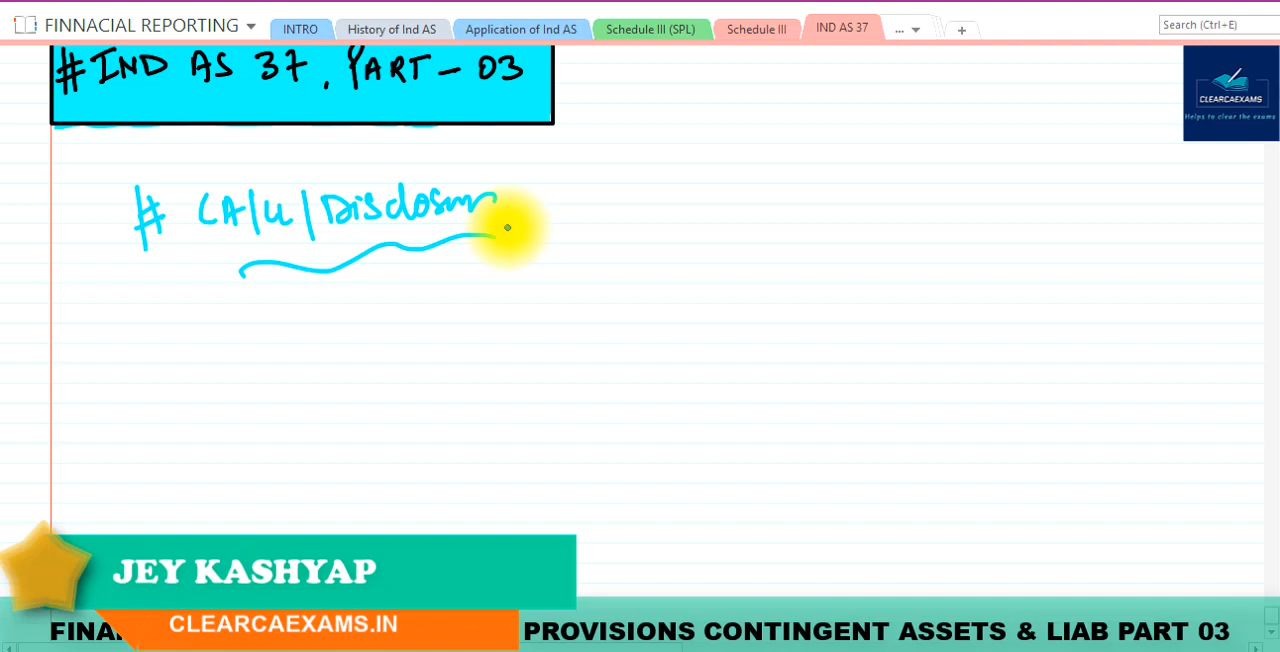 FINNACIAL REPORTING
INTRO
History of Ind AS
Application of Ind AS
Schedule III (SPL)
Schedule III
IND AS 37
...
+
Search (Ctrl+E)
#IND AS 37. PART - 03
CLEARCAEXAMS
Helps to clear the exams
# CA/
JEY KASHYAP
CLEARCAEXAMS.IN
FINA
PROVISIONS CONTINGENT ASSETS & LIAB PART 03